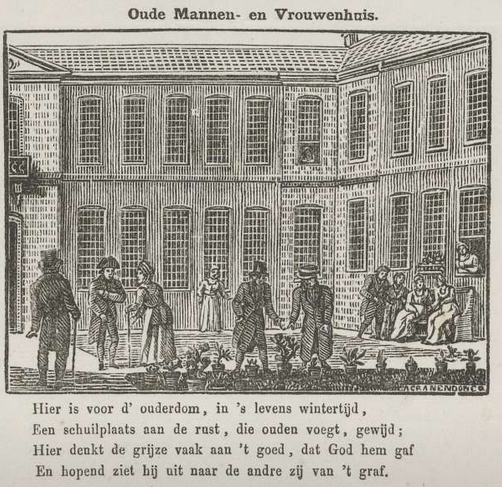 Oude Mannen- en Vrouwenhuis.
Hier is voor d' ouderdom, in 's levens wintertijd,
Een schuilplaats aan de rust, die ouden voegt, gewijd;
Hier denkt de grijze vaak aan 't goed, dat God hem gaf
En hopend ziet hij uit naar de andre zij van 't graf.